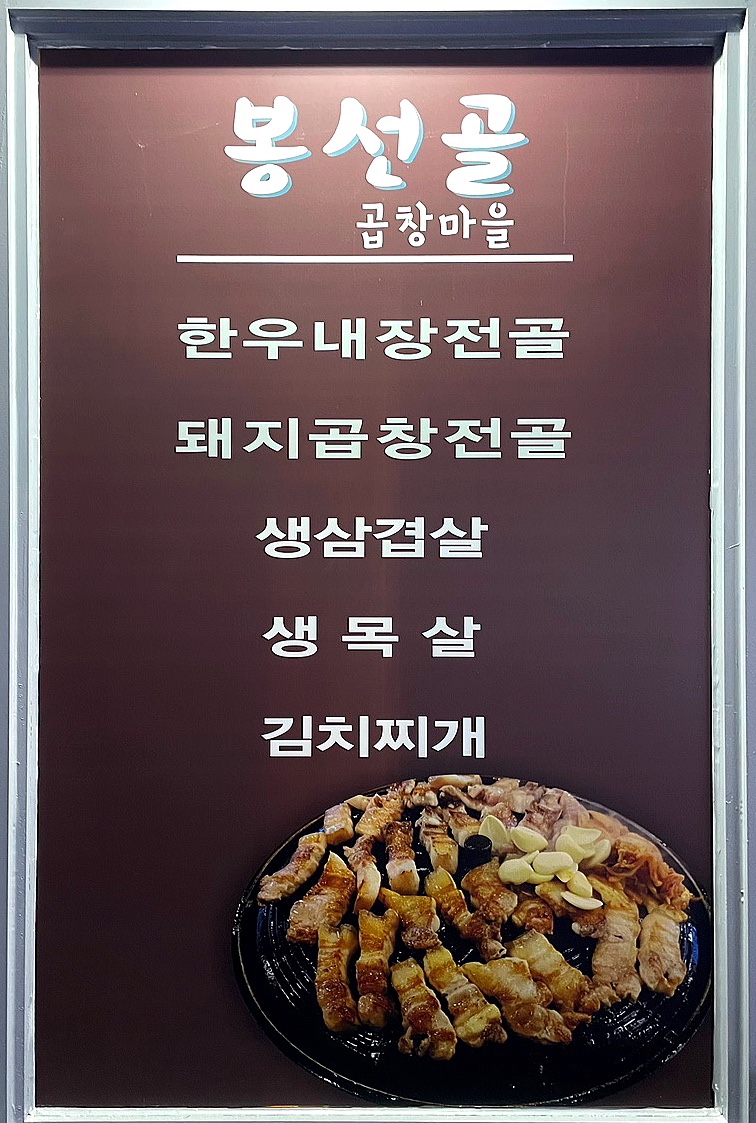 봉선골
곱창마을
한우내장전골
돼지곱창전골
생삼겹살
생 목 살
김치찌개